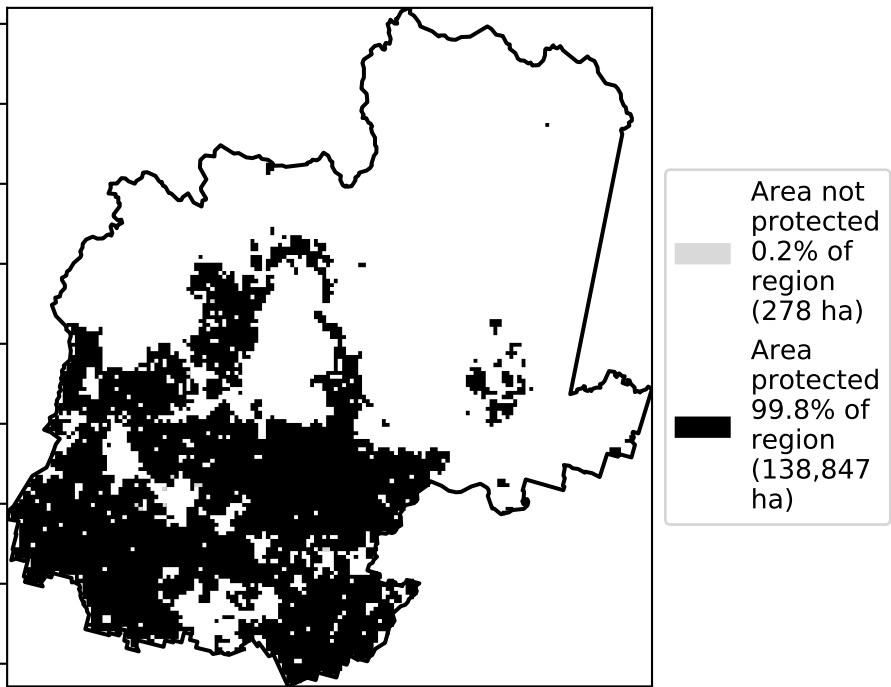 Area not
protected
0.2% of
region
(278 ha)
Area
protected
99.8% of
region
(138,847
ha)